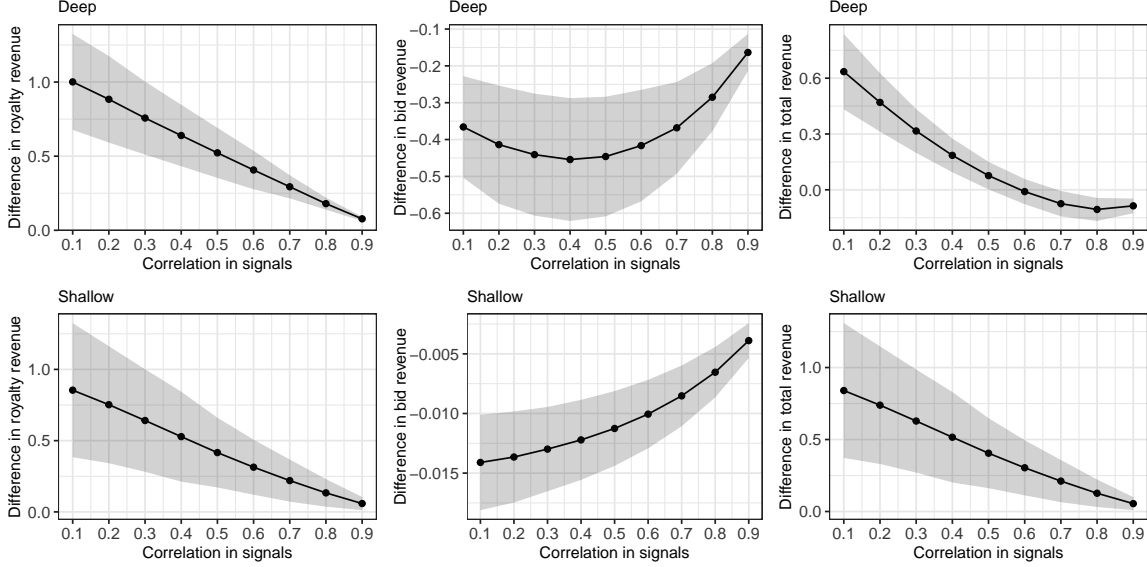 Deep
Difference in royalty revenue
1.0
0.5
0.0
0.1 0.2 0.3 0.4 0.5 0.6 0.7 0.8 0.9
Correlation in signals
Deep
Difference in bid revenue
−0.1
−0.2
−0.3
−0.4
−0.5
−0.6
0.1 0.2 0.3 0.4 0.5 0.6 0.7 0.8 0.9
Correlation in signals
Deep
Difference in total revenue
0.6
0.3
0.0
0.1 0.2 0.3 0.4 0.5 0.6 0.7 0.8 0.9
Correlation in signals
Shallow
Difference in royalty revenue
1.0
0.5
0.0
0.1 0.2 0.3 0.4 0.5 0.6 0.7 0.8 0.9
Correlation in signals
Shallow
Difference in bid revenue
−0.005
−0.010
−0.015
0.1 0.2 0.3 0.4 0.5 0.6 0.7 0.8 0.9
Correlation in signals
Shallow
Difference in total revenue
1.0
0.5
0.0
0.1 0.2 0.3 0.4 0.5 0.6 0.7 0.8 0.9
Correlation in signals